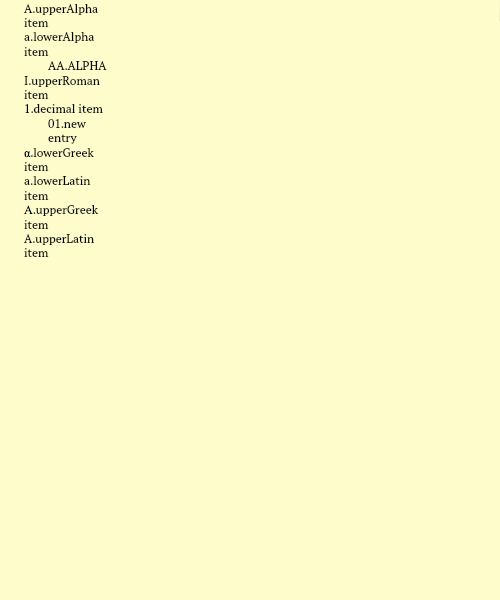 A.upperAlpha
item
a.lowerAlpha
item
AA.ALPHA
I.upperRoman
item
1.decimal item
01.new
entry
α.lowerGreek
item
a.lowerLatin
item
A.upperGreek
item
A.upperLatin
item